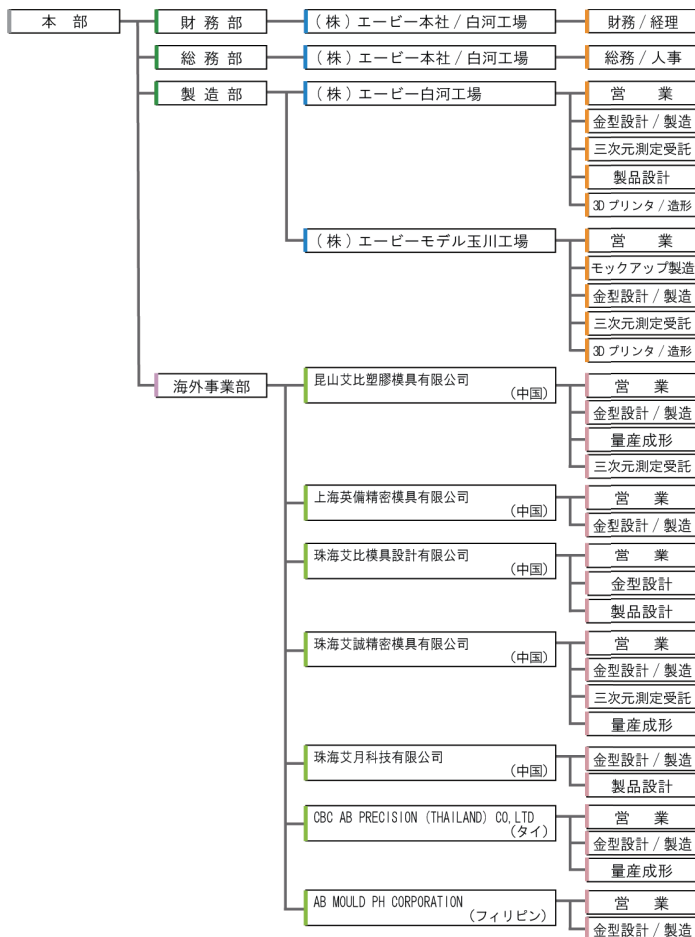 本 部
財 務 部
(株)エービー本社 / 白河工場
財務 / 経理
総 務 部
(株)エービー本社 / 白河工場
総務 / 人事
製 造 部
(株)エービー白河工場
営 業
金型設計 / 製造
三次元測定受託
製品設計
3D プリンタ / 造形
(株)エービーモデル玉川工場
営 業
モックアップ製造
金型設計 / 製造
三次元測定受託
3D プリンタ / 造形
海外事業部
昆山艾比塑膠模具有限公司
(中国)
営 業
金型設計 / 製造
量産成形
三次元測定受託
上海英備精密模具有限公司
(中国)
営 業
金型設計 / 製造
珠海艾比模具設計有限公司
(中国)
営 業
金型設計
製品設計
珠海艾誠精密模具有限公司
(中国)
営 業
金型設計 / 製造
三次元測定受託
量産成形
珠海艾月科技有限公司
(中国)
金型設計 / 製造
製品設計
CBC AB PRECISION (THAILAND) CO,LTD
(タイ)
営 業
金型設計 / 製造
量産成形
AB MOULD PH CORPORATION
(フィリピン)
営 業
金型設計 / 製造